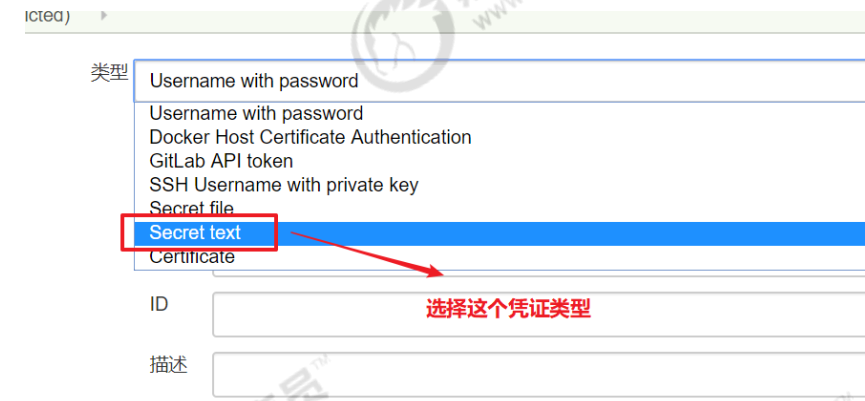 icted)
类型
Username with password
Username with password
Docker Host Certificate Authentication
GitLab API token
SSH Username with private key
Secret file
Secret text
Certificate
ID
选择这个凭证类型
描述